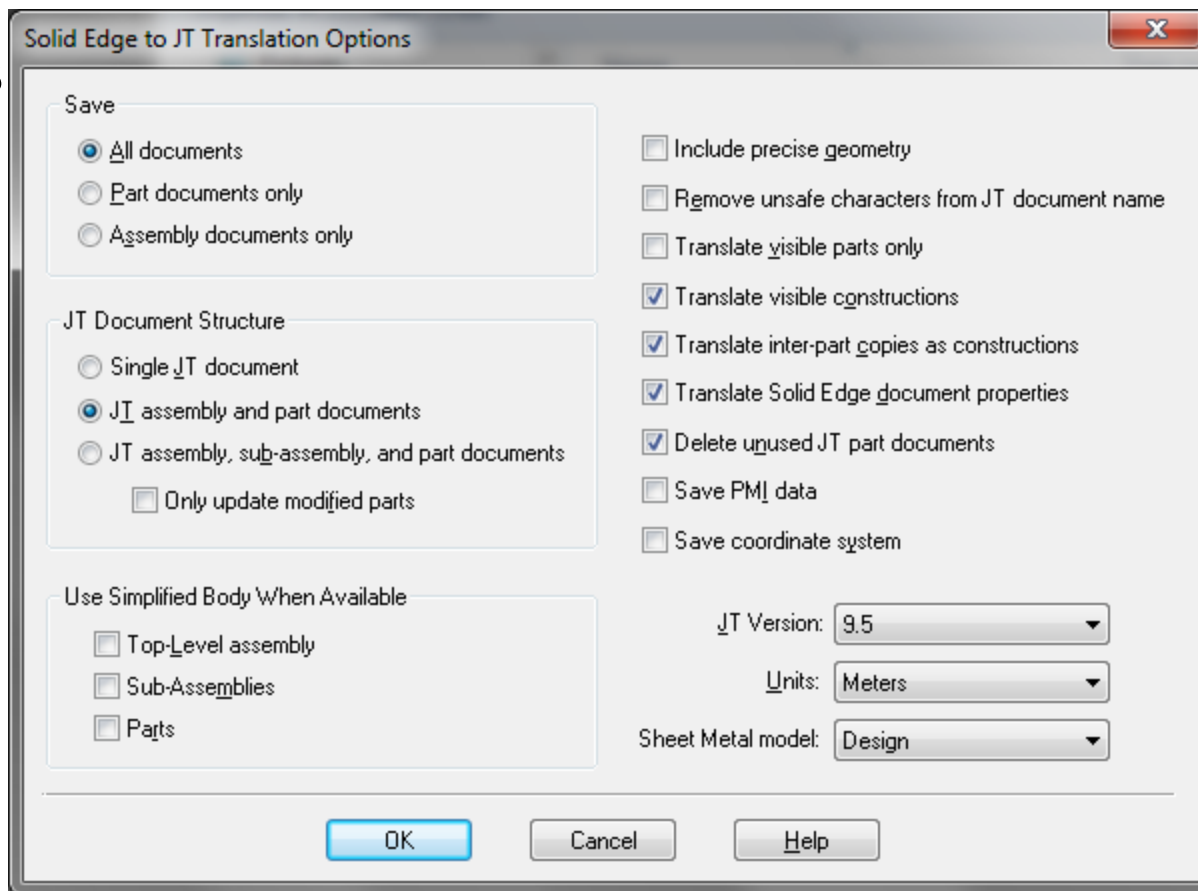 Solid Edge to JT Translation Options
Save
All documents
Part documents only
Assembly documents only
JT Document Structure
Single JT document
JT assembly and part documents
JT assembly, sub-assembly, and part documents
Only update modified parts
Use Simplified Body When Available
Top-Level assembly
Sub-Assemblies
Parts
Include precise geometry
Remove unsafe characters from JT document name
Translate visible parts only
Translate visible constructions
Translate inter-part copies as constructions
Translate Solid Edge document properties
Delete unused JT part documents
Save PMI data
Save coordinate system
JT Version: 9.5
Units: Meters
Sheet Metal model: Design
OK Cancel Help